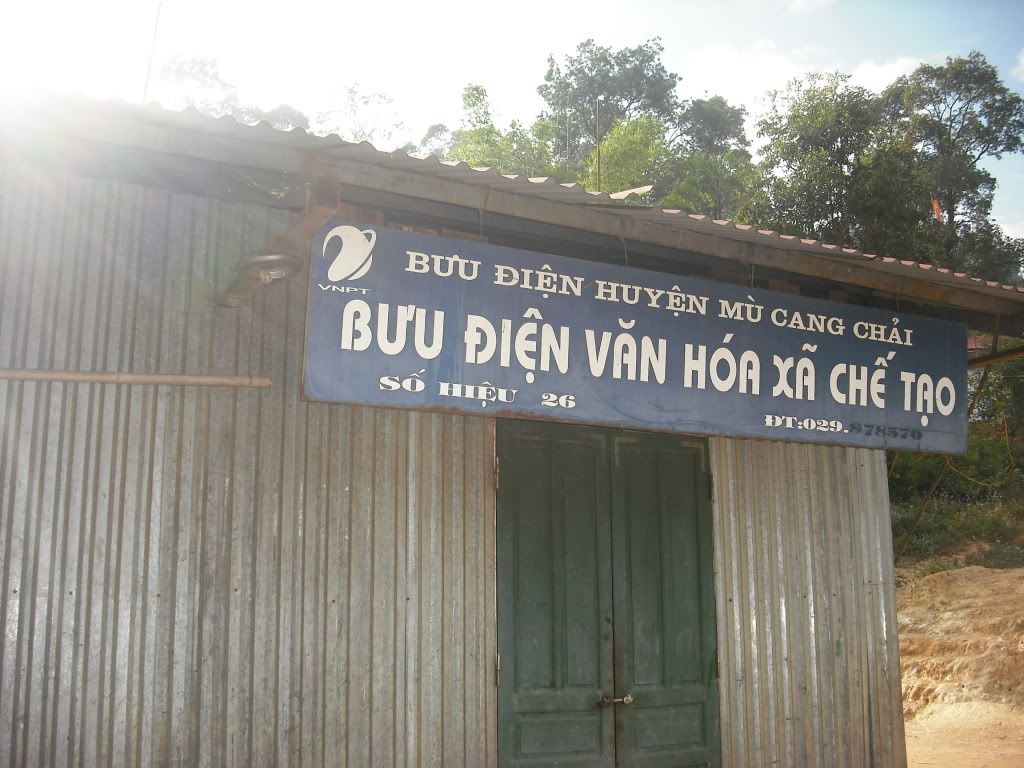 VNPT
BƯU ĐIỆN HUYỆN MÙ CANG CHẢI
BƯU ĐIỆN VĂN HÓA XÃ CHẾ TẠO
SỐ HIỆU 26
ĐT:029.878570